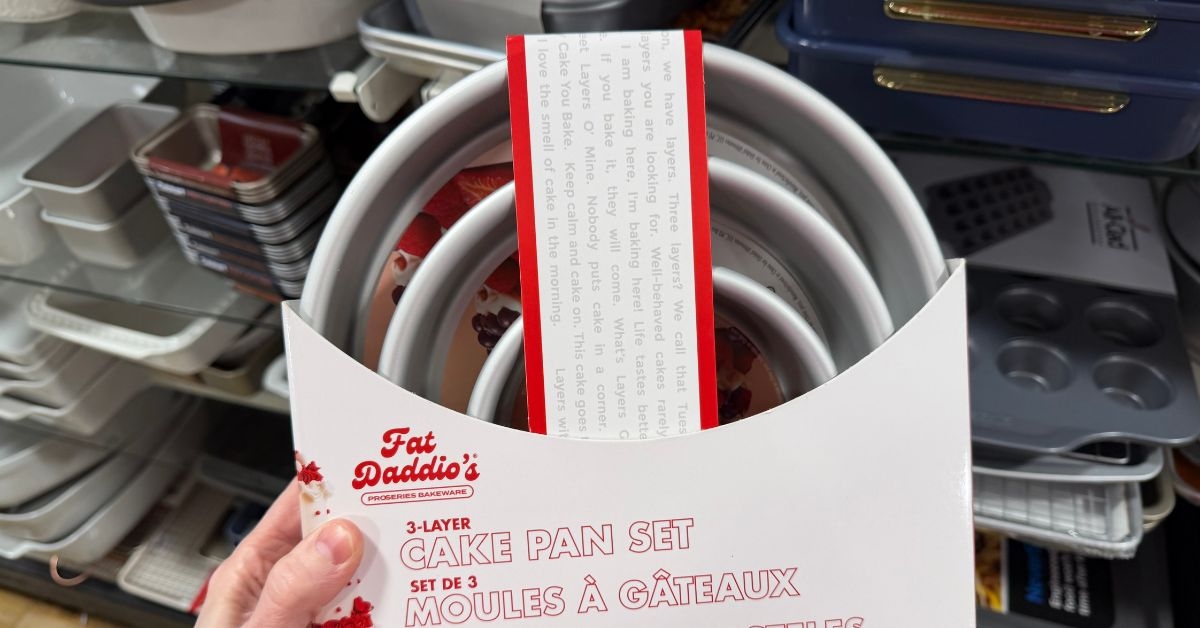 on, we have layers. Three layers? We call that Tues
layers you are looking for. Well-behaved cakes rarely
I am baking here, I'm baking here! Life tastes bette
. If you bake it, they will come. What's Layers G
eet Layers O' Mine. Nobody puts cake in a corner.
Cake You Bake. Keep calm and cake on. This cake goes
I love the smell of cake in the morning. Layers wit
Fat
Daddio's®
PROSERIES BAKEWARE
3-LAYER
CAKE PAN SET
SET DE 3
MOULES À GÂTEAUX
All-Clad